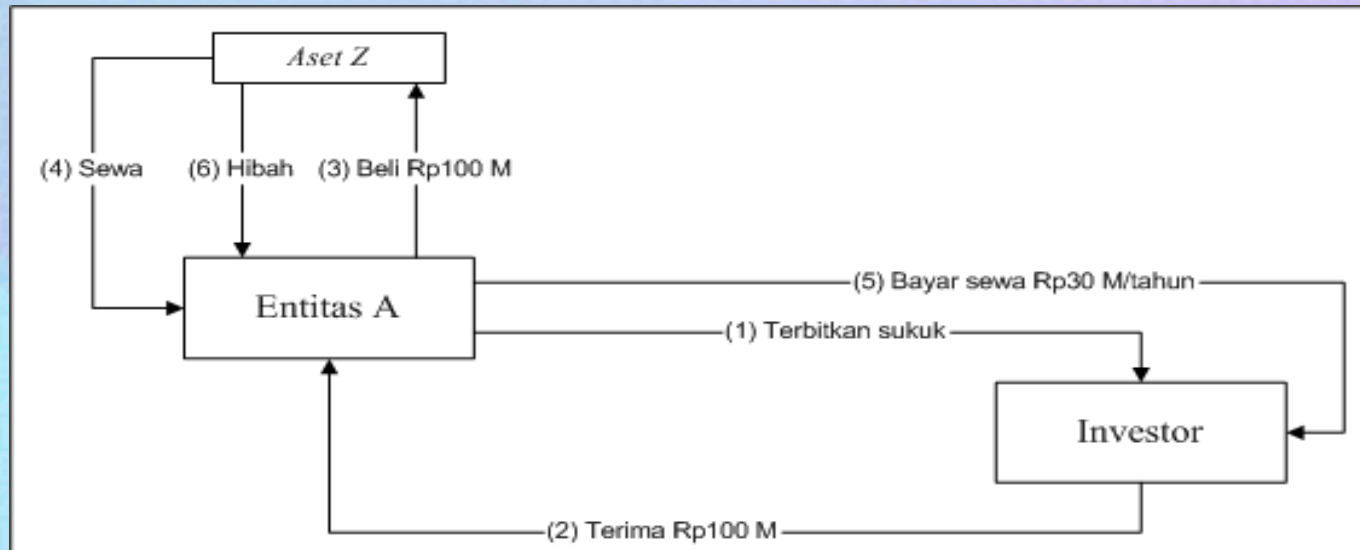 Aset Z
(4) Sewa
(6) Hibah
(3) Beli Rp100 M
Entitas A
(5) Bayar sewa Rp30 M/tahun
(1) Terbitkan sukuk
Investor
(2) Terima Rp100 M